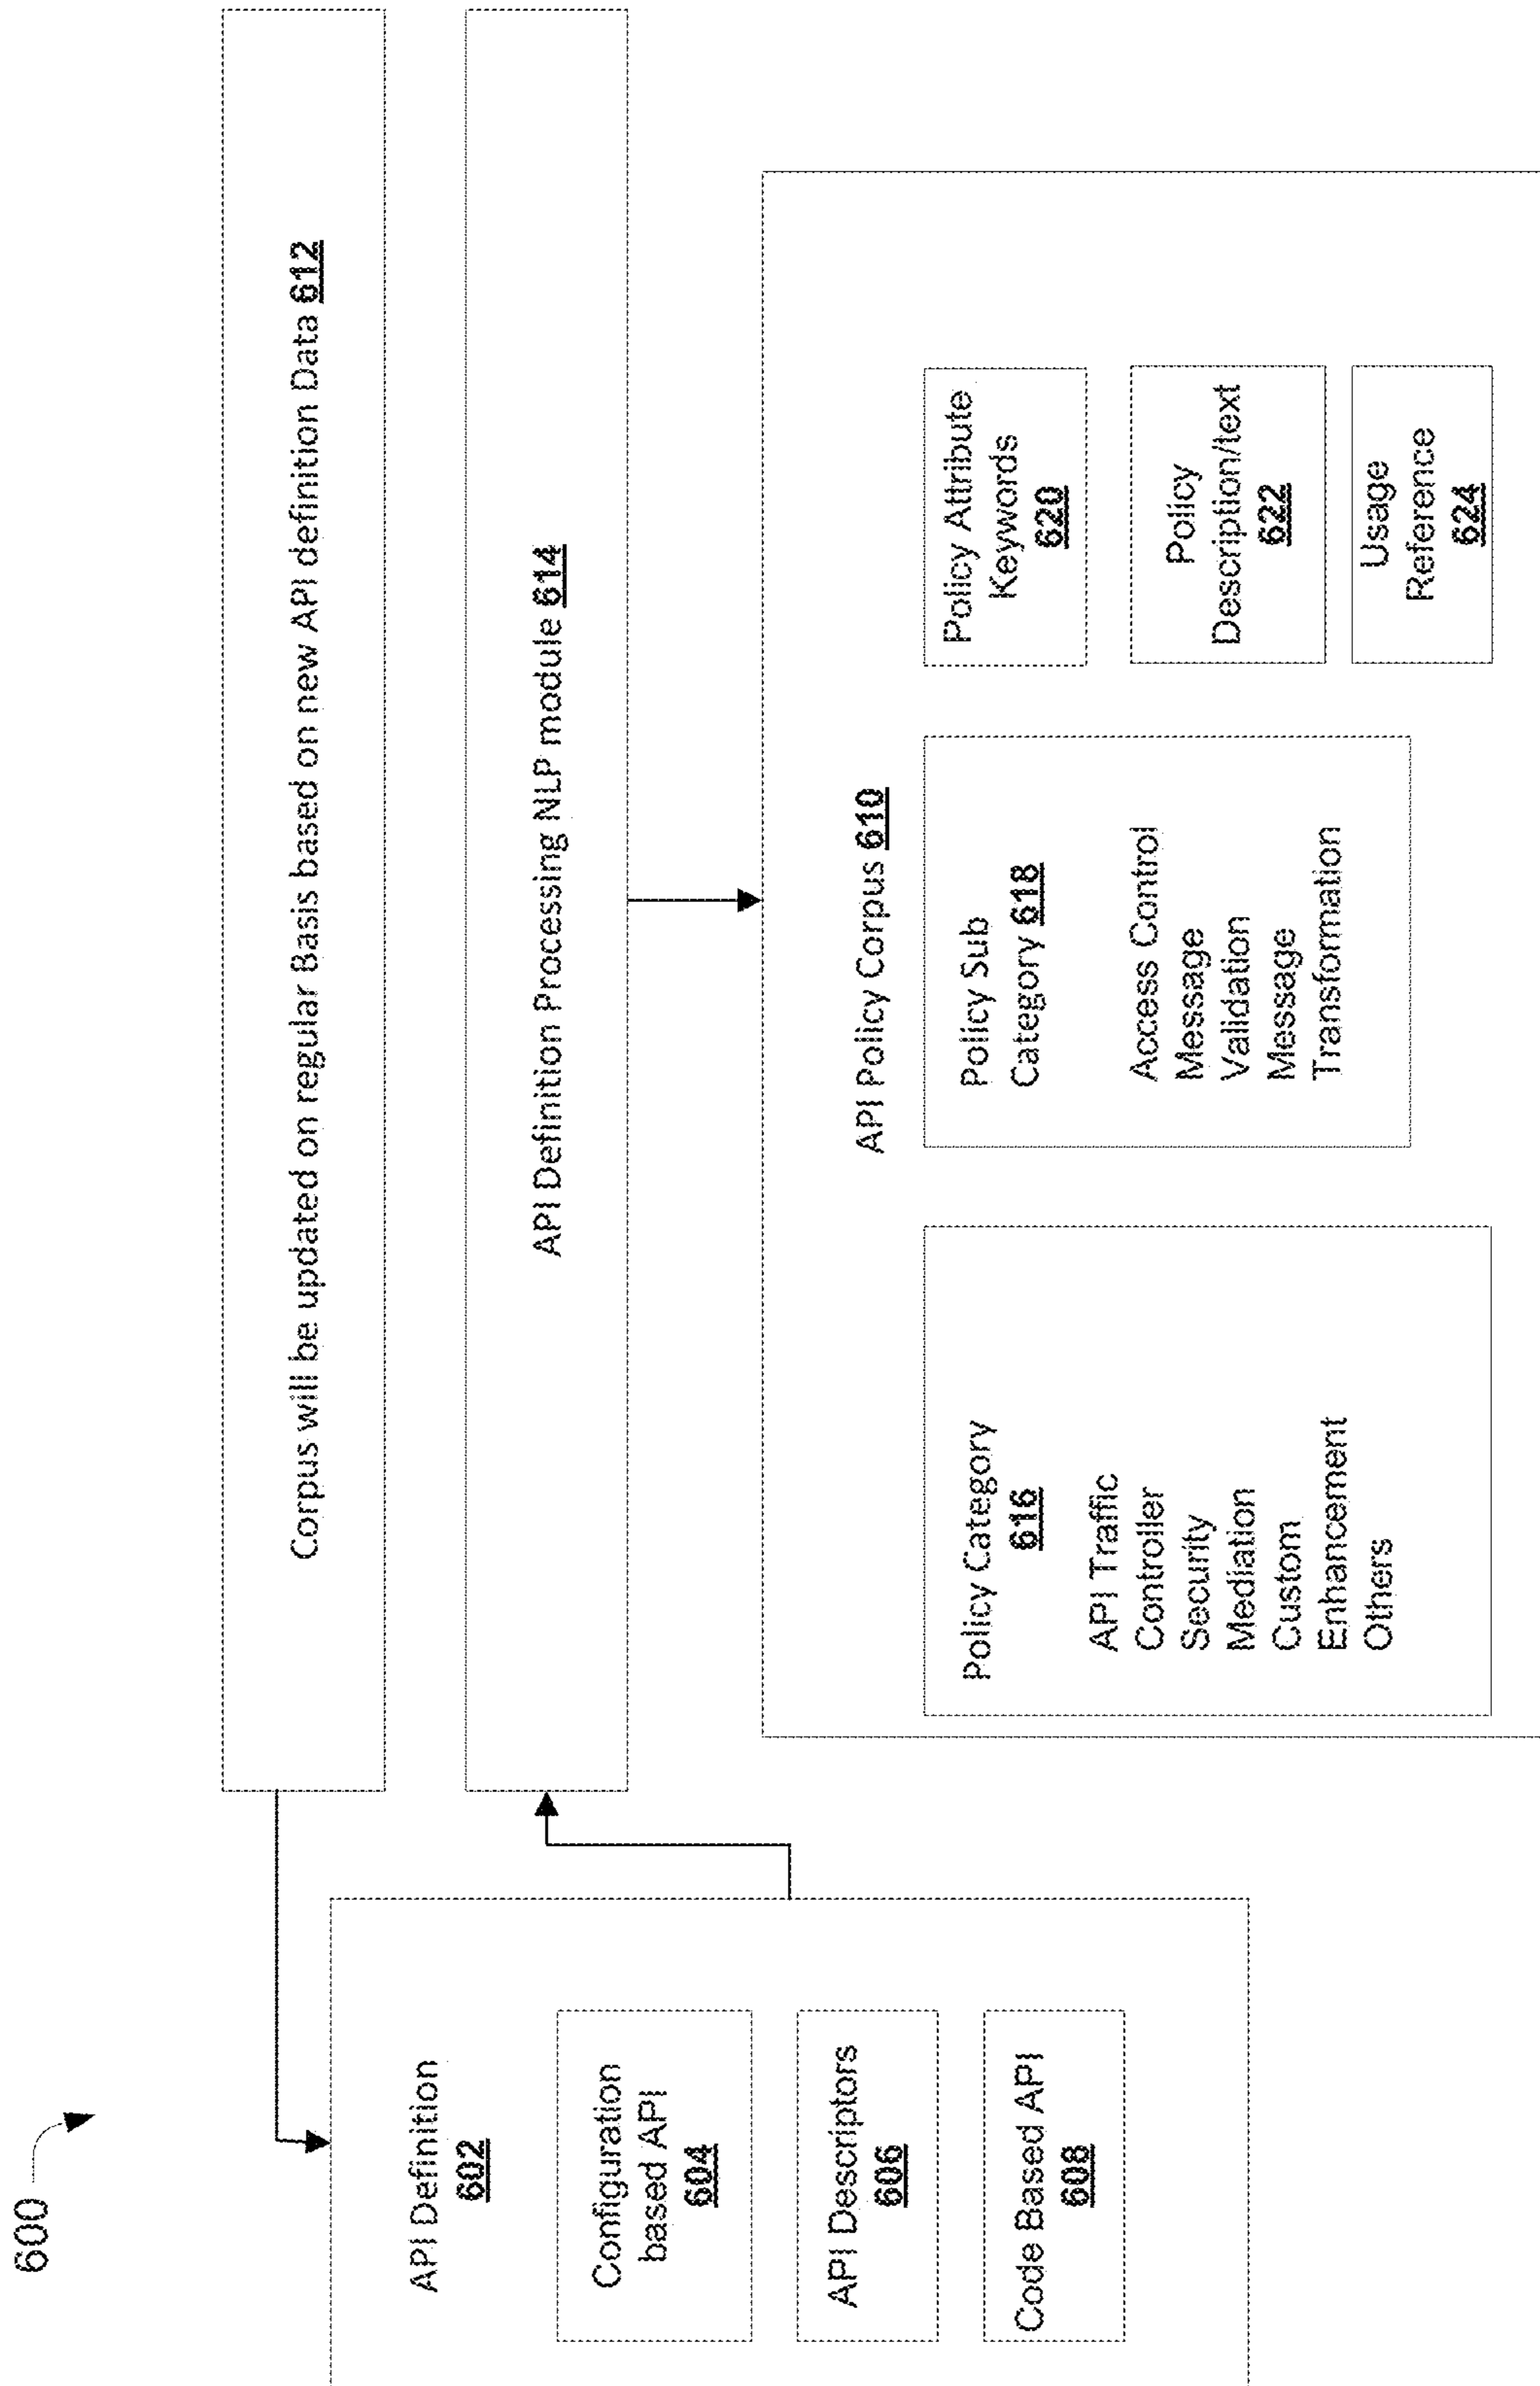 600
Corpus will be updated on regular Basis based on new API definition Data 612
API Definition
602
Configuration
based API
604
API Descriptors
606
Code Based API
608
API Definition Processing NLP module 614
API Policy Corpus 610
Policy Category
616
API Traffic
Controller
Security
Mediation
Custom
Enhancement
Others
Policy Sub
Category 618
Access Control
Message
Validation
Message
Transformation
Policy Attribute
Keywords
620
Policy
Description/text
622
Usage
Reference
624